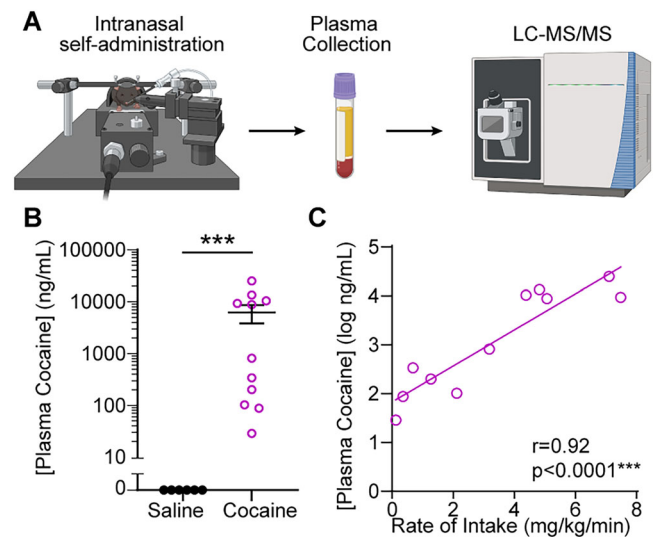 A
Intranasal
self-administration
Plasma
Collection
LC-MS/MS
B
[Plasma Cocaine] (ng/mL)
100000
10000
1000
100
10
0
***
Saline
Cocaine
C
[Plasma Cocaine] (log ng/mL)
5
4
3
2
1
0
r=0.92
p<0.0001***
0
2
4
6
8
Rate of Intake (mg/kg/min)